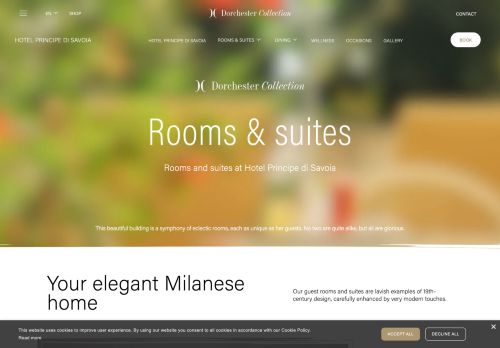 EN
SHOP
Dorchester Collection
CONTACT
HOTEL PRINCIPE DI SAVOIA
HOTEL PRINCIPE DI SAVOIA
ROOMS & SUITES
DINING
WELLNESS
OCCASIONS
GALLERY
BOOK
Dorchester Collection
Rooms & suites
Rooms and suites at Hotel Principe di Savoia
This beautiful building is a symphony of eclectic rooms, each as unique as her guests. No two are quite alike, but all are glorious.
Your elegant Milanese
home
Our guest rooms and suites are lavish examples of 19th-
century design, carefully enhanced by very modern touches.
This website uses cookies to improve user experience. By using our website you consent to all cookies in accordance with our Cookie Policy.
Read more
ACCEPT ALL
DECLINE ALL